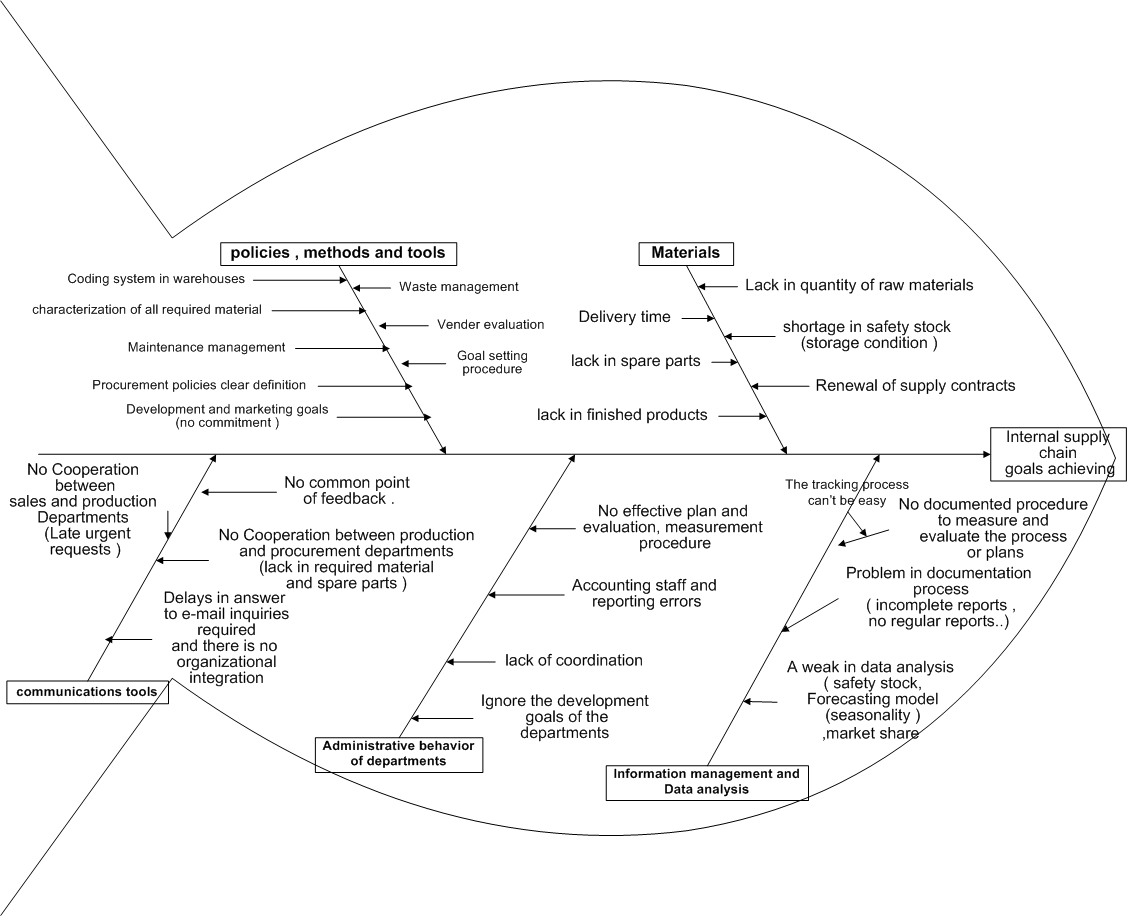 policies , methods and tools
Coding system in warehouses
Waste management
characterization of all required material
Vender evaluation
Maintenance management
Goal setting
procedure
Procurement policies clear definition
Development and marketing goals
(no commitment )
Materials
Lack in quantity of raw materials
Delivery time
shortage in safety stock
(storage condition )
lack in spare parts
Renewal of supply contracts
lack in finished products
Internal supply
chain
goals achieving
No Cooperation
between
sales and production
Departments
(Late urgent
requests )
No common point
of feedback .
No Cooperation between production
and procurement departments
(lack in required material
and spare parts )
Delays in answer
to e-mail inquiries
required
and there is no
organizational
integration
communications tools
No effective plan and
evaluation, measurement
procedure
Accounting staff and
reporting errors
lack of coordination
Ignore the development
goals of the
departments
Administrative behavior
of departments
The tracking process
can't be easy
No documented procedure
to measure and
evaluate the process
or plans
Problem in documentation
process
( incomplete reports ,
no regular reports..)
A weak in data analysis
( safety stock,
Forecasting model
(seasonality )
,market share
Information management and
Data analysis